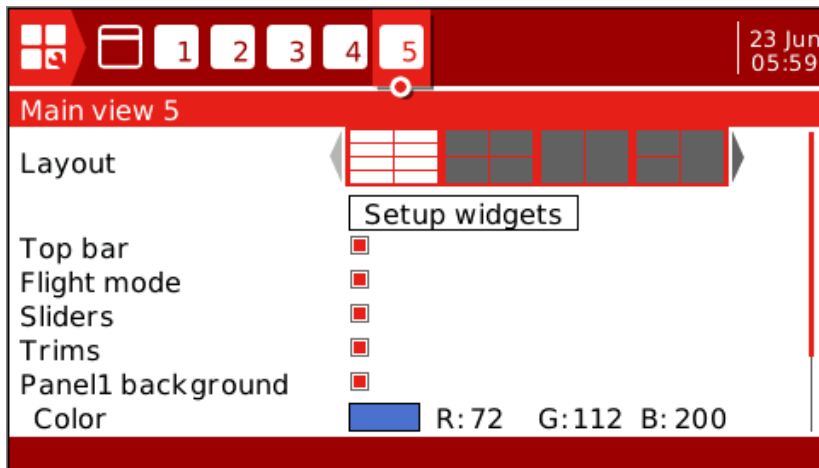 1 2 3 4 5
23 Jun
05:59
Main view 5
Layout
Setup widgets
Top bar
Flight mode
Sliders
Trims
Panel1 background
Color R:72 G:112 B:200